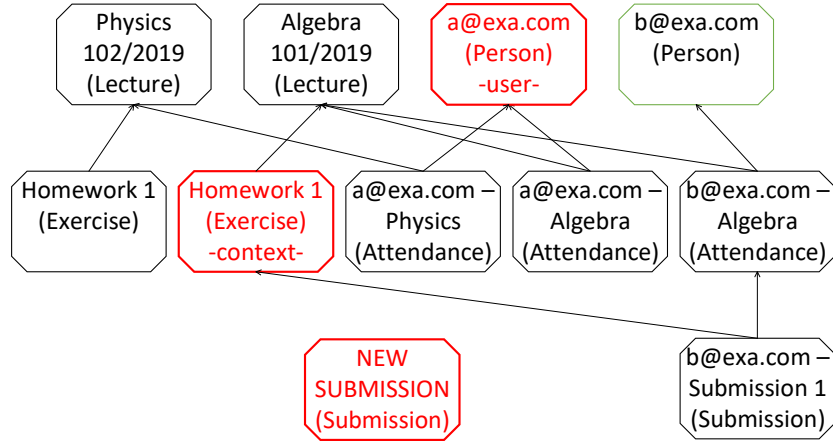 Physics
102/2019
(Lecture)
Algebra
101/2019
(Lecture)
a@exa.com
(Person)
-user-
b@exa.com
(Person)
Homework 1
(Exercise)
Homework 1
(Exercise)
-context-
a@exa.com –
Physics
(Attendance)
a@exa.com –
Algebra
(Attendance)
b@exa.com –
Algebra
(Attendance)
NEW
SUBMISSION
(Submission)
b@exa.com –
Submission 1
(Submission)